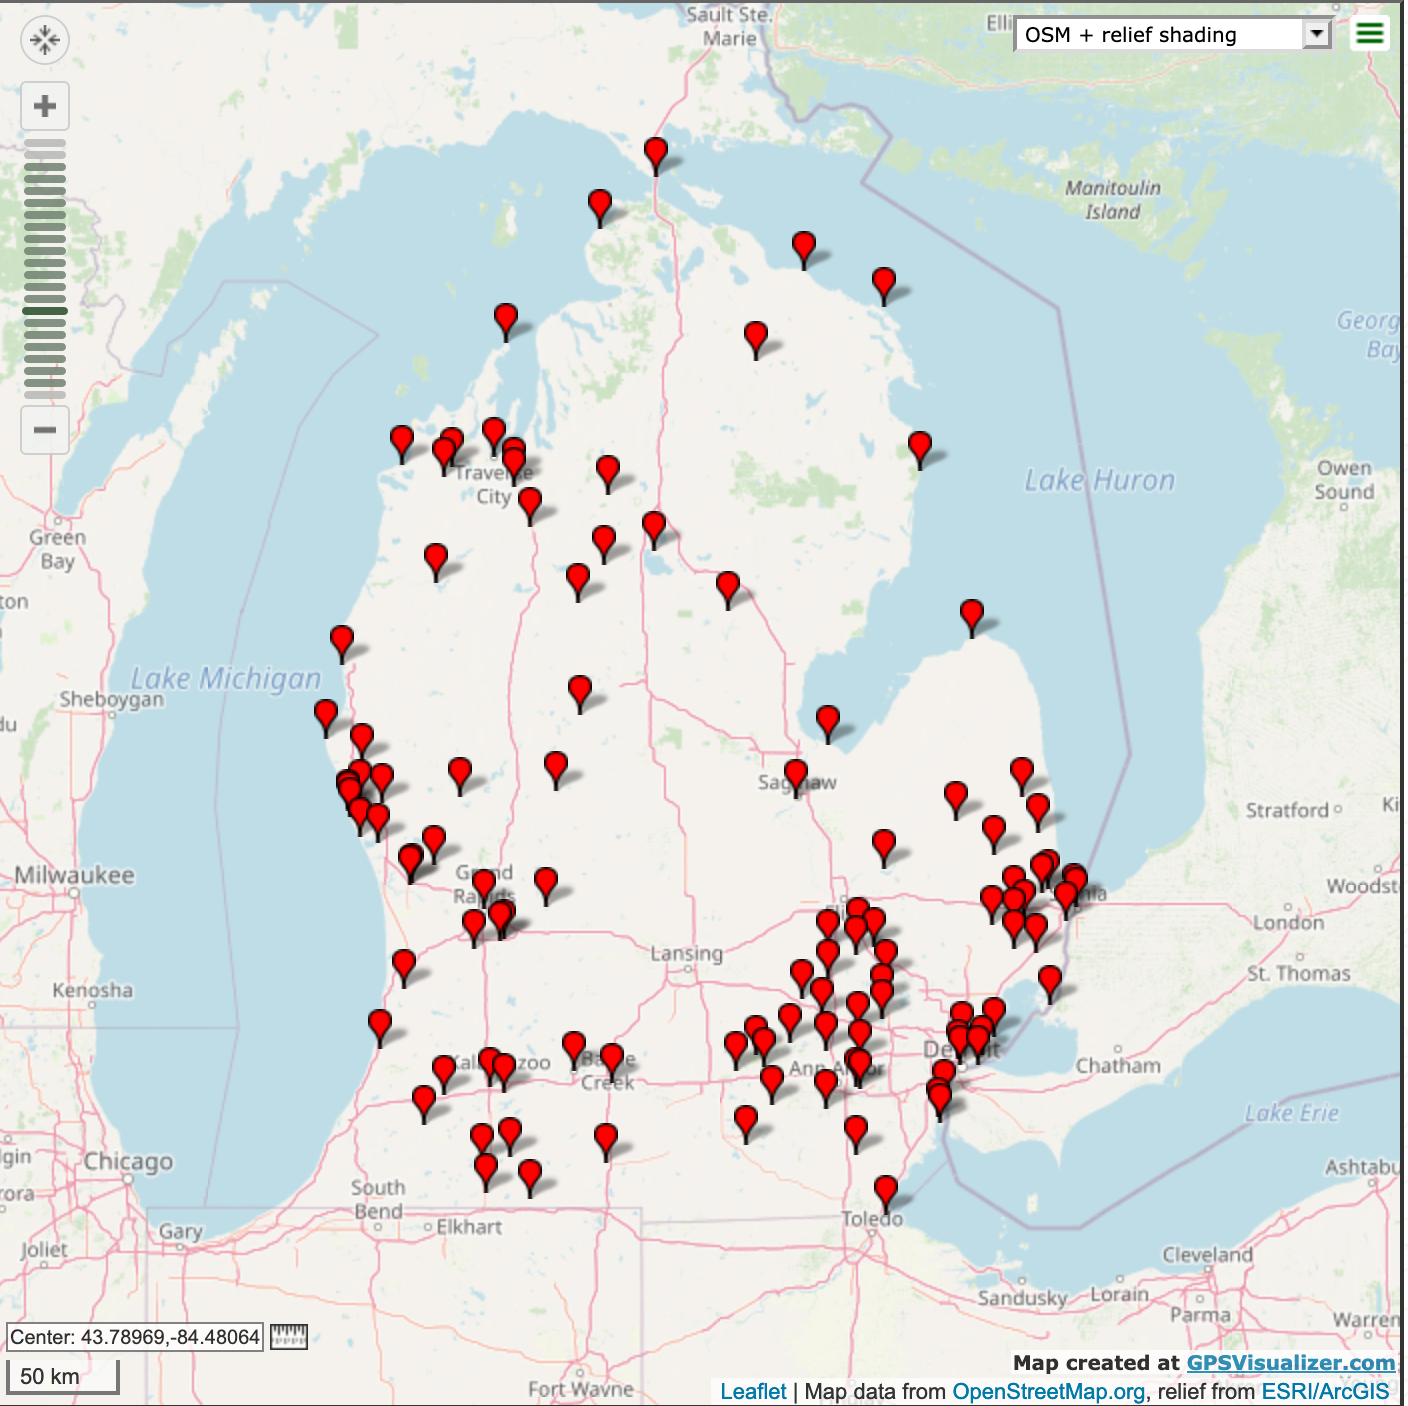 Sault Ste.
Marie
OSM + relief shading
Manitoulin
Island
Georg
Bay
Lake Huron
Owen
Sound
Traverse
City
Green
Bay
ton
Lake Michigan
Sheboygan
du
Saginaw
Stratford
Ki
Milwaukee
Grand
Rapids
Woodst
London
Lansing
St. Thomas
Kenosha
Detroit
Kalamazoo
Battle
Creek
Ann Arbor
Chatham
Lake Erie
lgin
Chicago
Ashtabu
rora
South
Bend
Gary
Elkhart
Toledo
Joliet
Cleveland
Sandusky
Lorain
Parma
Warren
Center: 43.78969,-84.48064
50 km
Fort Wayne
Map created at GPSVisualizer.com
Leaflet | Map data from OpenStreetMap.org, relief from ESRI/ArcGIS